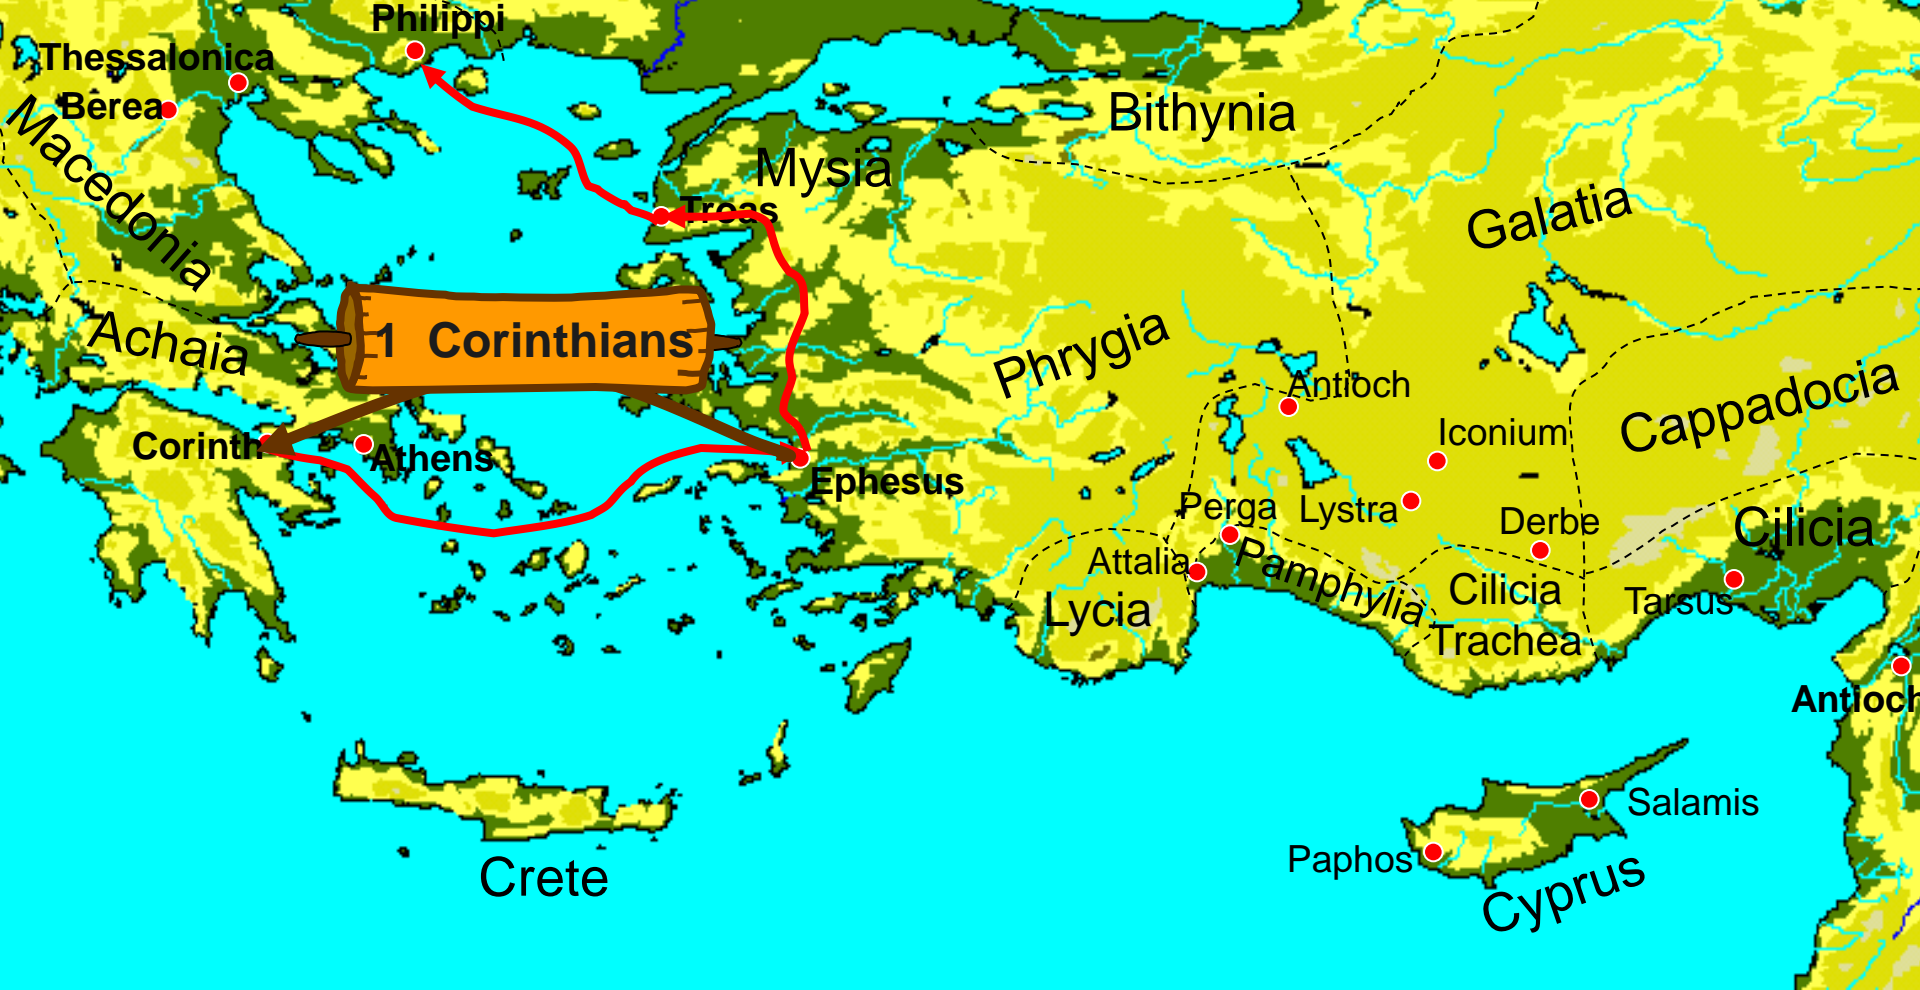 Philippi
Thessalonica
Berea
Macedonia
Bithynia
Mysia
Troas
Galatia
Achaia
1 Corinthians
Phrygia
Antioch
Cappadocia
Iconium
Corinth
Athens
Ephesus
Perga
Lystra
Derbe
Cilicia
Attalia
Pamphylia
Lycia
Cilicia
Trachea
Tarsus
Antioch
Salamis
Paphos
Crete
Cyprus